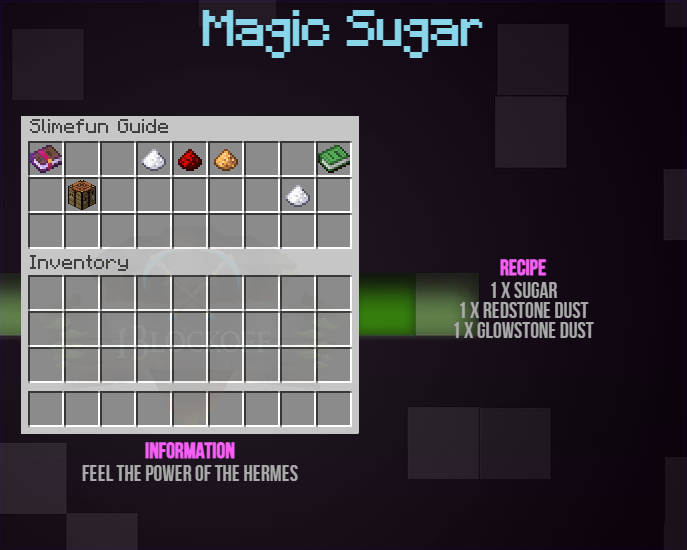 Magic Sugar
Slimefun Guide
Inventory
IBLOCKOFF
RECIPE
1 X SUGAR
1 X REDSTONE DUST
1 X GLOWSTONE DUST
INFORMATION
FEEL THE POWER OF THE HERMES